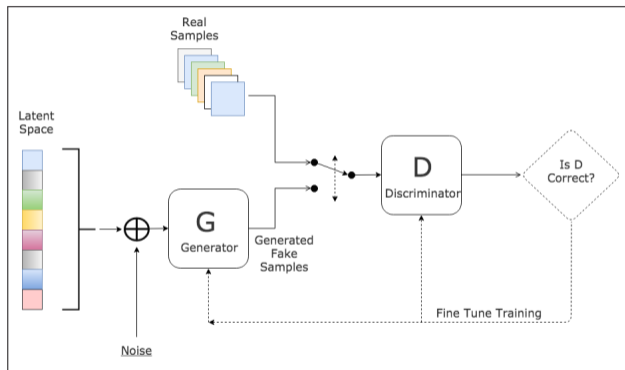 Real
Samples
Latent
Space
Is D
Correct?
D
Discriminator
G
Generator
Generated
Fake
Samples
Fine Tune Training
Noise